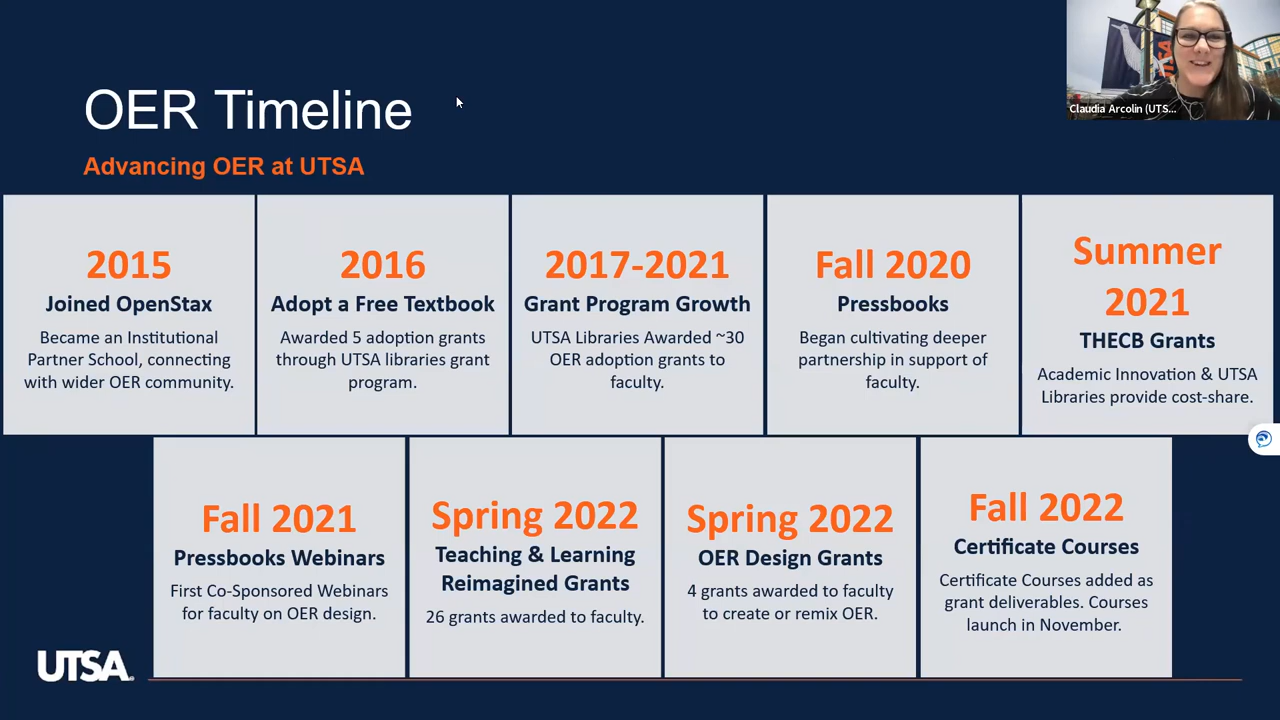 OER Timeline
Advancing OER at UTSA
Claudia Arcolin (UTS...
2015
Joined OpenStax
Became an Institutional
Partner School, connecting
with wider OER community.
2016
Adopt a Free Textbook
Awarded 5 adoption grants
through UTSA libraries grant
program.
2017-2021
Grant Program Growth
UTSA Libraries Awarded ~30
OER adoption grants to
faculty.
Fall 2020
Pressbooks
Began cultivating deeper
partnership in support of
faculty.
Summer
2021
THECB Grants
Academic Innovation & UTSA
Libraries provide cost-share.
Fall 2021
Pressbooks Webinars
First Co-Sponsored Webinars
for faculty on OER design.
Spring 2022
Teaching & Learning
Reimagined Grants
26 grants awarded to faculty.
Spring 2022
OER Design Grants
4 grants awarded to faculty
to create or remix OER.
Fall 2022
Certificate Courses
Certificate Courses added as
grant deliverables. Courses
launch in November.
UTSA